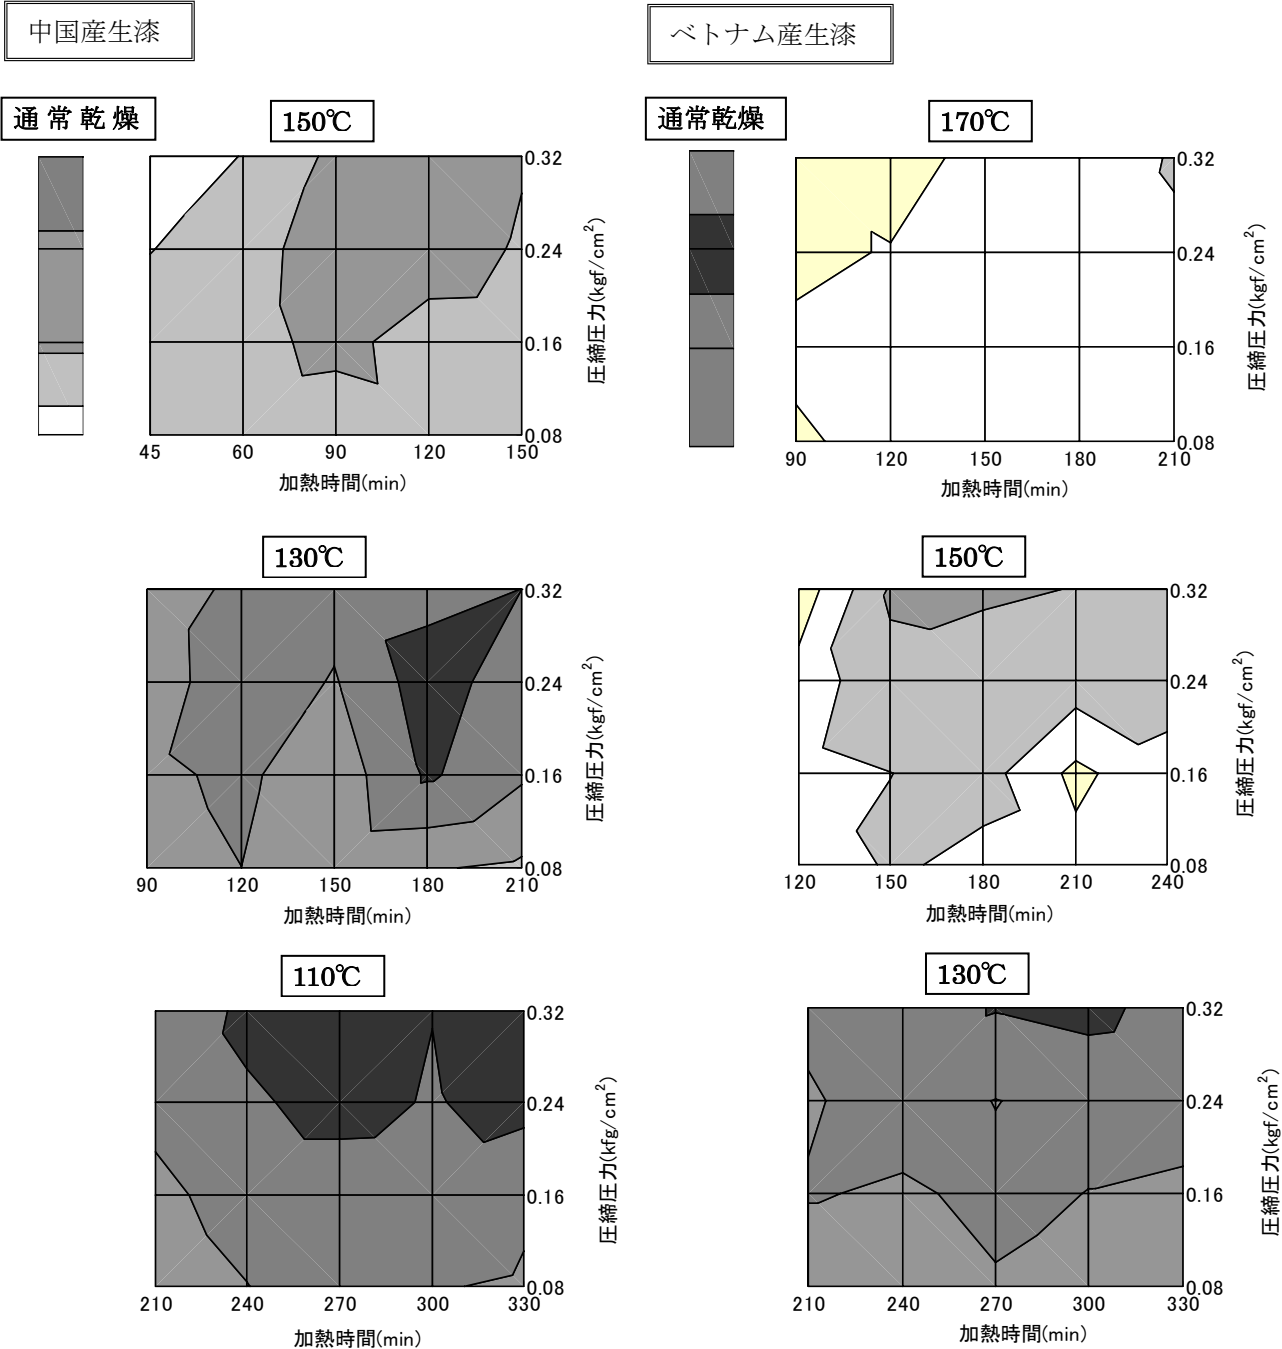 中国産生漆
ベトナム産生漆
通常乾燥
150℃
0.32
0.24
0.16
0.08
45 60 90 120 150
加熱時間(min)
圧締圧力(kgf/cm²)
通常乾燥
170℃
0.32
0.24
0.16
0.08
90 120 150 180 210
加熱時間(min)
圧締圧力(kgf/cm²)
130℃
0.32
0.24
0.16
0.08
90 120 150 180 210
加熱時間(min)
圧締圧力(kgf/cm²)
150℃
0.32
0.24
0.16
0.08
120 150 180 210 240
加熱時間(min)
圧締圧力(kgf/cm²)
110℃
0.32
0.24
0.16
0.08
210 240 270 300 330
加熱時間(min)
圧締圧力(kfg/cm²)
130℃
0.32
0.24
0.16
0.08
210 240 270 300 330
加熱時間(min)
圧締圧力(kgf/cm²)